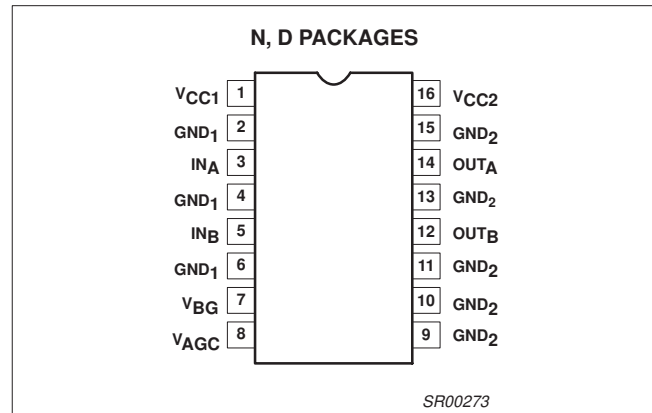 N, D PACKAGES
VCC1 1 16 VCC2
GND1 2 15 GND2
INA 3 14 OUTA
GND1 4 13 GND2
INB 5 12 OUTB
GND1 6 11 GND2
VBG 7 10 GND2
VAGC 8 9 GND2
SR00273